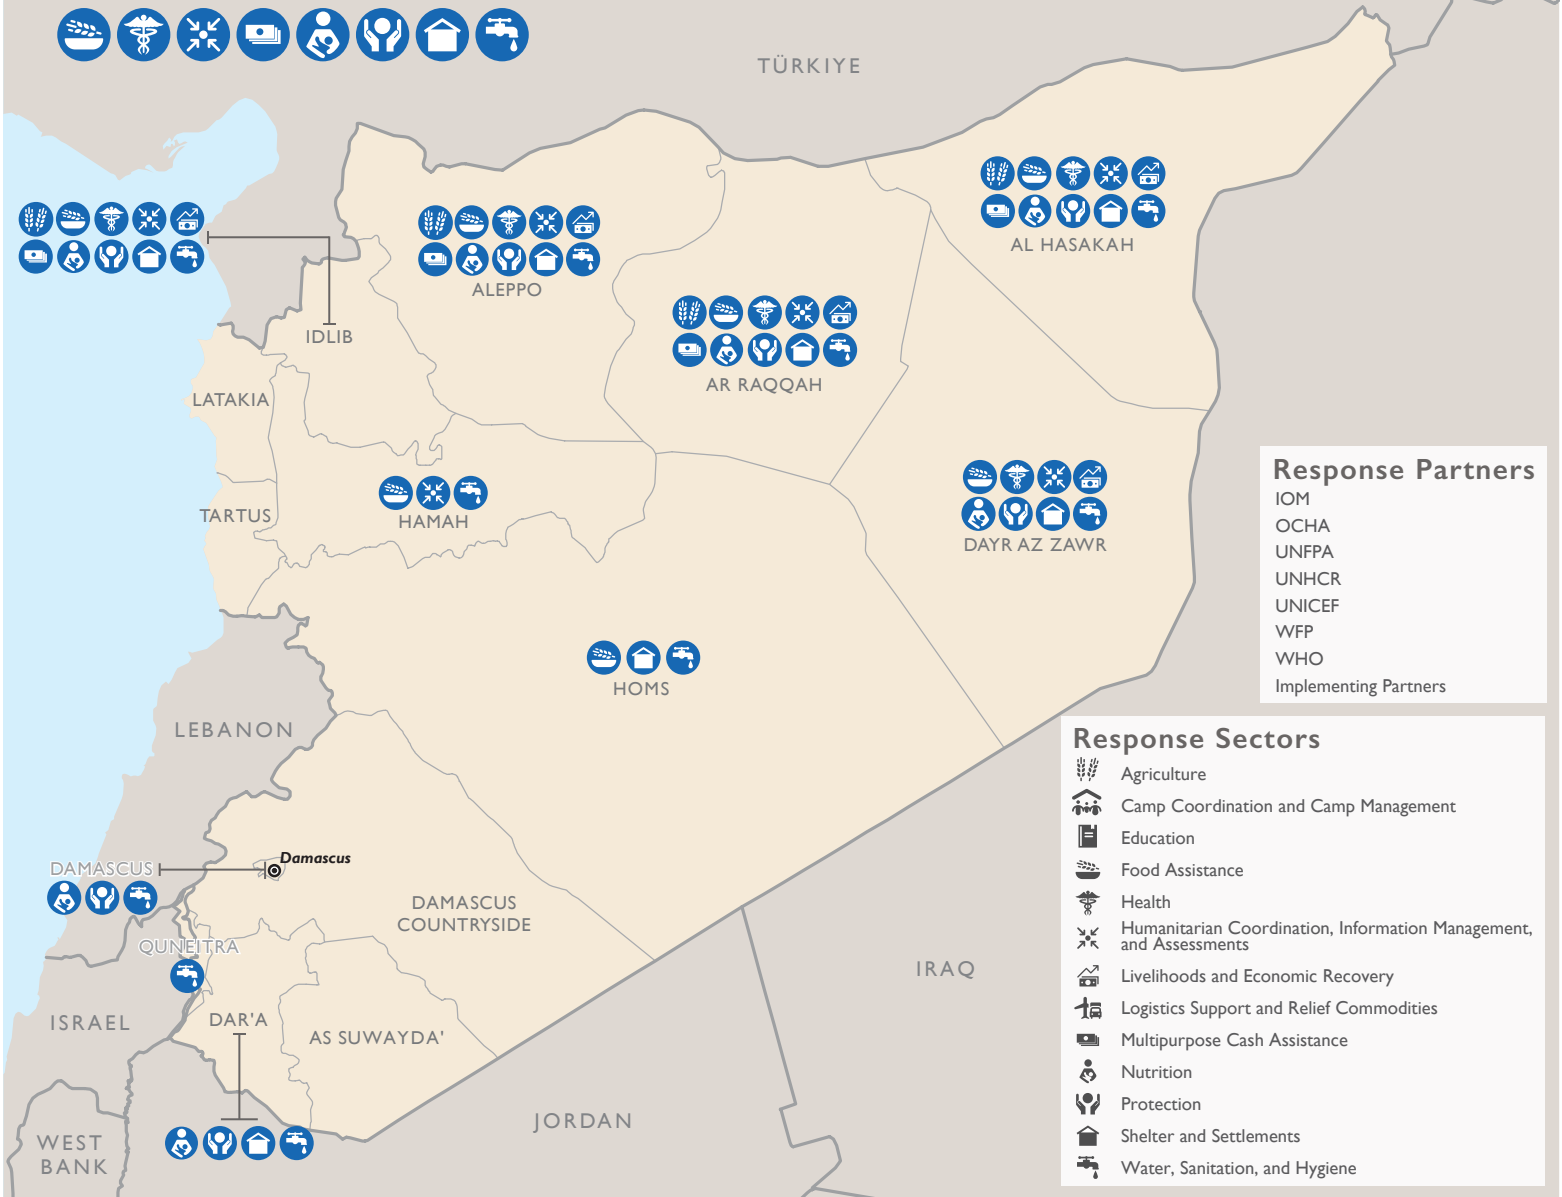 TÜRKIYE
AL HASAKAH
ALEPPO
IDLIB
AR RAQQAH
LATAKIA
TARTUS
HAMAH
DAYR AZ ZAWR
HOMS
LEBANON
Damascus
DAMASCUS
DAMASCUS
COUNTRYSIDE
QUNEITRA
IRAQ
ISRAEL
DAR'A
AS SUWAYDA'
JORDAN
WEST
BANK
Response Partners
IOM
OCHA
UNFPA
UNHCR
UNICEF
WFP
WHO
Implementing Partners
Response Sectors
Agriculture
Camp Coordination and Camp Management
Education
Food Assistance
Health
Humanitarian Coordination, Information Management,
and Assessments
Livelihoods and Economic Recovery
Logistics Support and Relief Commodities
Multipurpose Cash Assistance
Nutrition
Protection
Shelter and Settlements
Water, Sanitation, and Hygiene